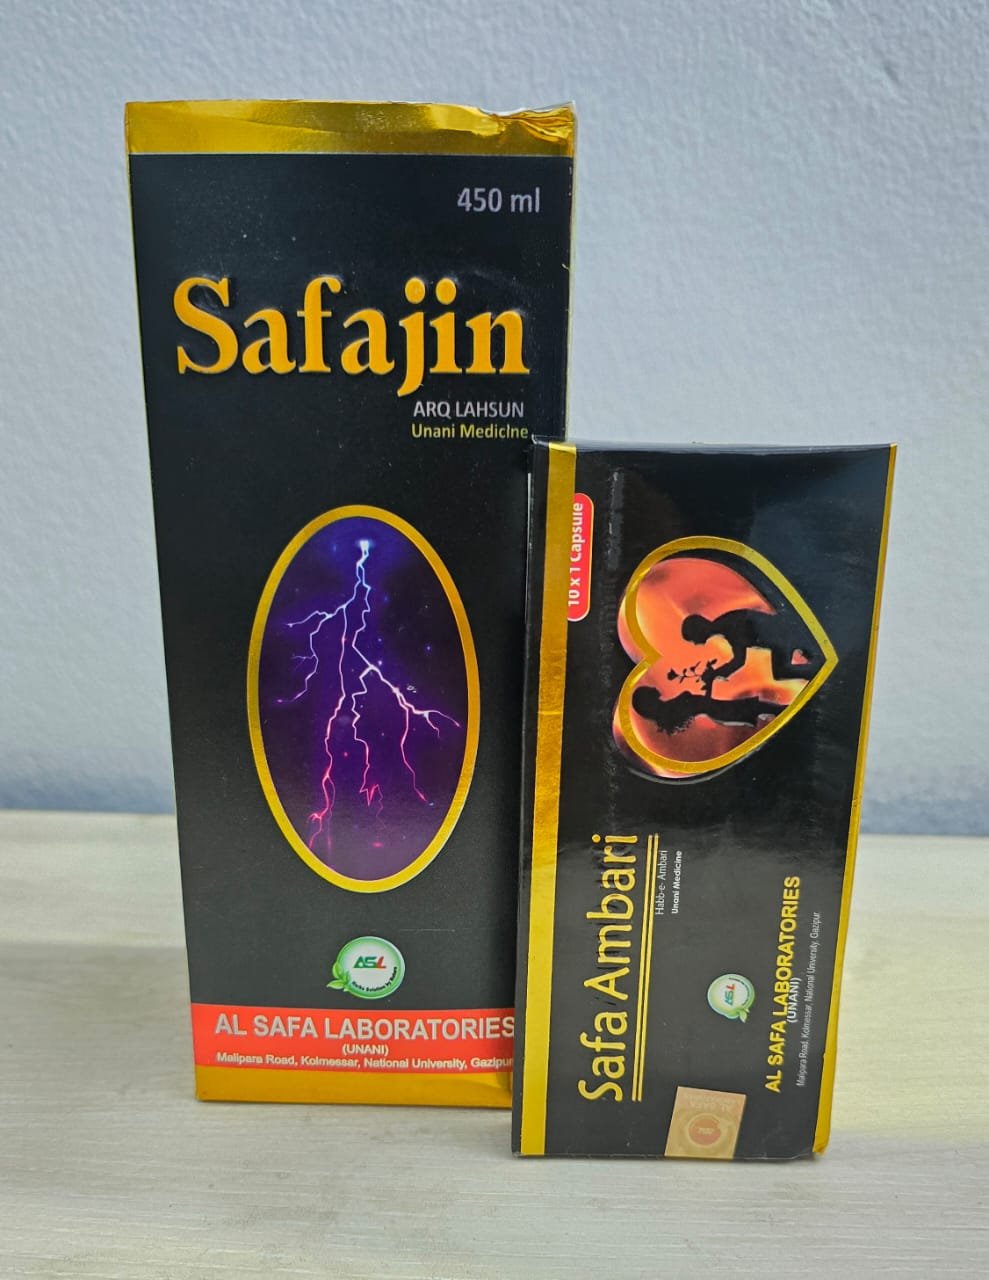 450 ml
Safajin
ARQ LAHSUN
Unani Medicine
ASL
AL SAFA LABORATORIES
(UNANI)
Malipara Road, Kolmessar, National University, Gazipur
10 x 1 Capsule
Safa Ambari
Habb-e- Ambari
Unani Medicine
ASL
AL SAFA LABORATORIES
(UNANI)
Malipara Road, Kolmessar, National University, Gazipur
AL SAFA